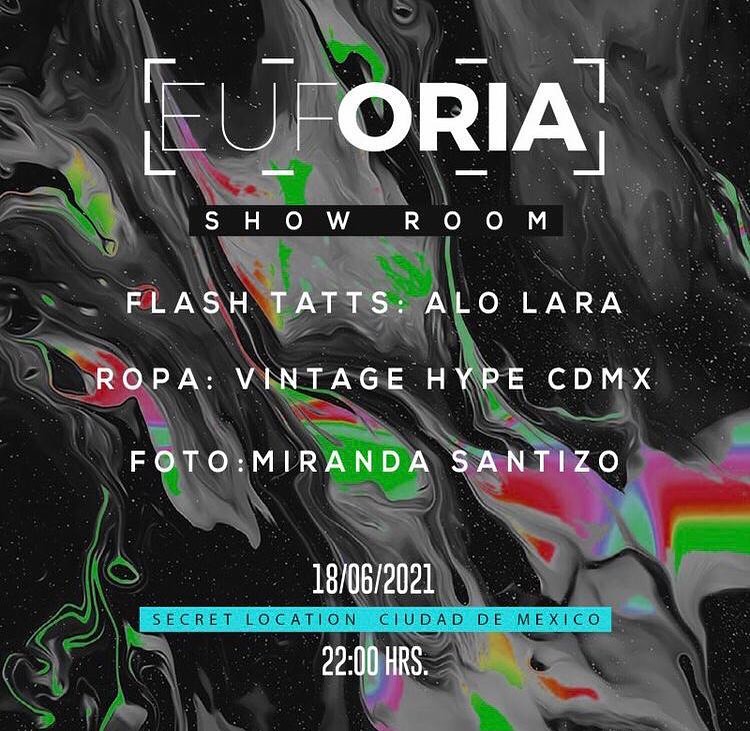 EUFORIA
SHOW ROOM
FLASH TATTS: ALO LARA
ROPA: VINTAGE HYPE CDMX
FOTO:MIRANDA SANTIZO
18/06/2021
SECRET LOCATION CIUDAD DE MEXICO
22:00 HRS.